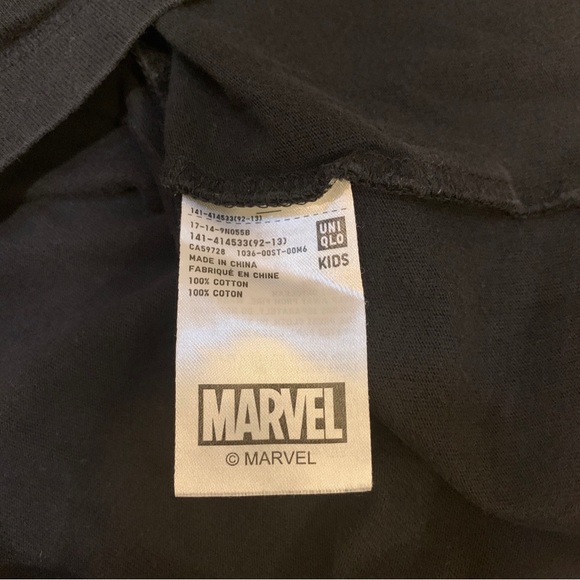 141-414533(92-13)
17-14-9N055B
141-414533(92-13)
CA59728 1036-00ST-00M6
MADE IN CHINA
FABRIQUÉ EN CHINE
100% COTTON
100% COTON
UNI
QLO
KIDS
MARVEL
© MARVEL